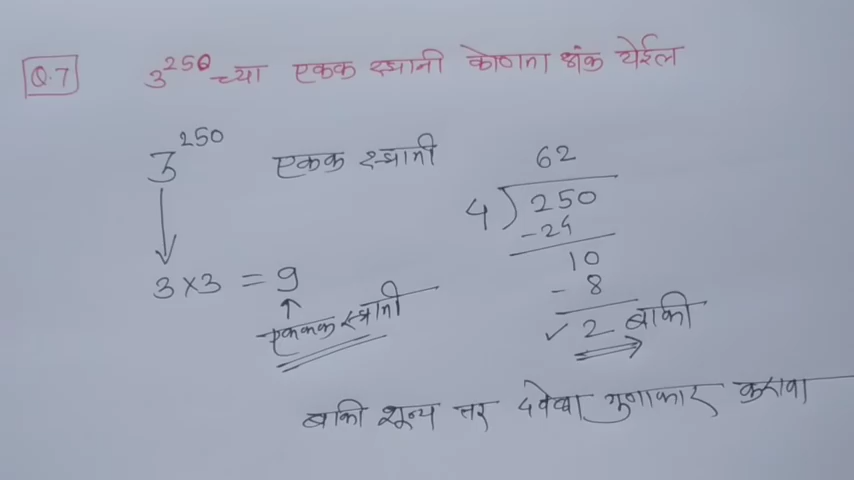 Q.7 3^250 च्या एकक स्थानी कोणता अंक येईल
3^250 एकक स्थानी
3×3 = 9
एककक स्थानी
62
4)250
-24
10
-8
✓2 बाकी
बाकी शून्य तर 4वेळा गुणाकार करावा